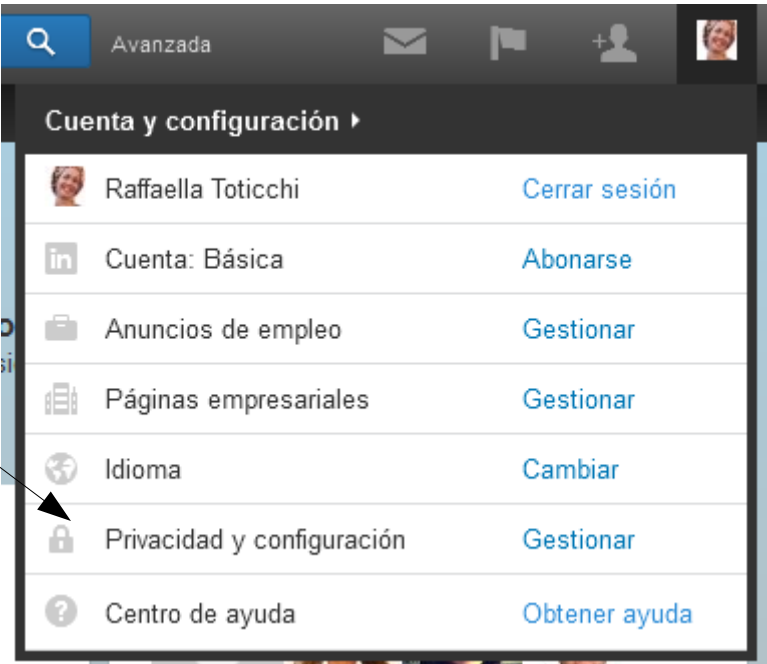 Avanzada
Cuenta y configuración
Raffaella Toticchi Cerrar sesión
in Cuenta: Básica Abonarse
Anuncios de empleo Gestionar
Páginas empresariales Gestionar
Idioma Cambiar
Privacidad y configuración Gestionar
? Centro de ayuda Obtener ayuda